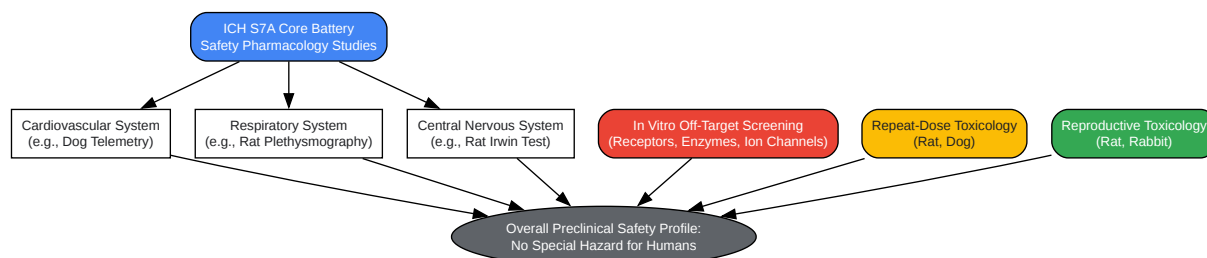 ICH S7A Core Battery
Safety Pharmacology Studies
Cardiovascular System
(e.g., Dog Telemetry)
Respiratory System
(e.g., Rat Plethysmography)
Central Nervous System
(e.g., Rat Irwin Test)
In Vitro Off-Target Screening
(Receptors, Enzymes, Ion Channels)
Repeat-Dose Toxicology
(Rat, Dog)
Reproductive Toxicology
(Rat, Rabbit)
Overall Preclinical Safety Profile:
No Special Hazard for Humans